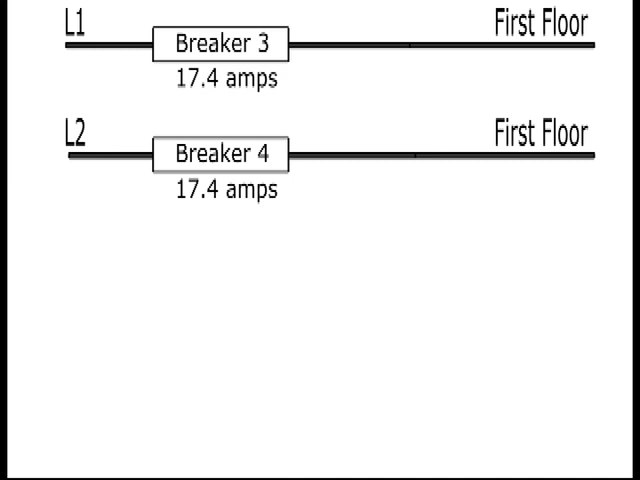 L1
First Floor
Breaker 3
17.4 amps
L2
First Floor
Breaker 4
17.4 amps